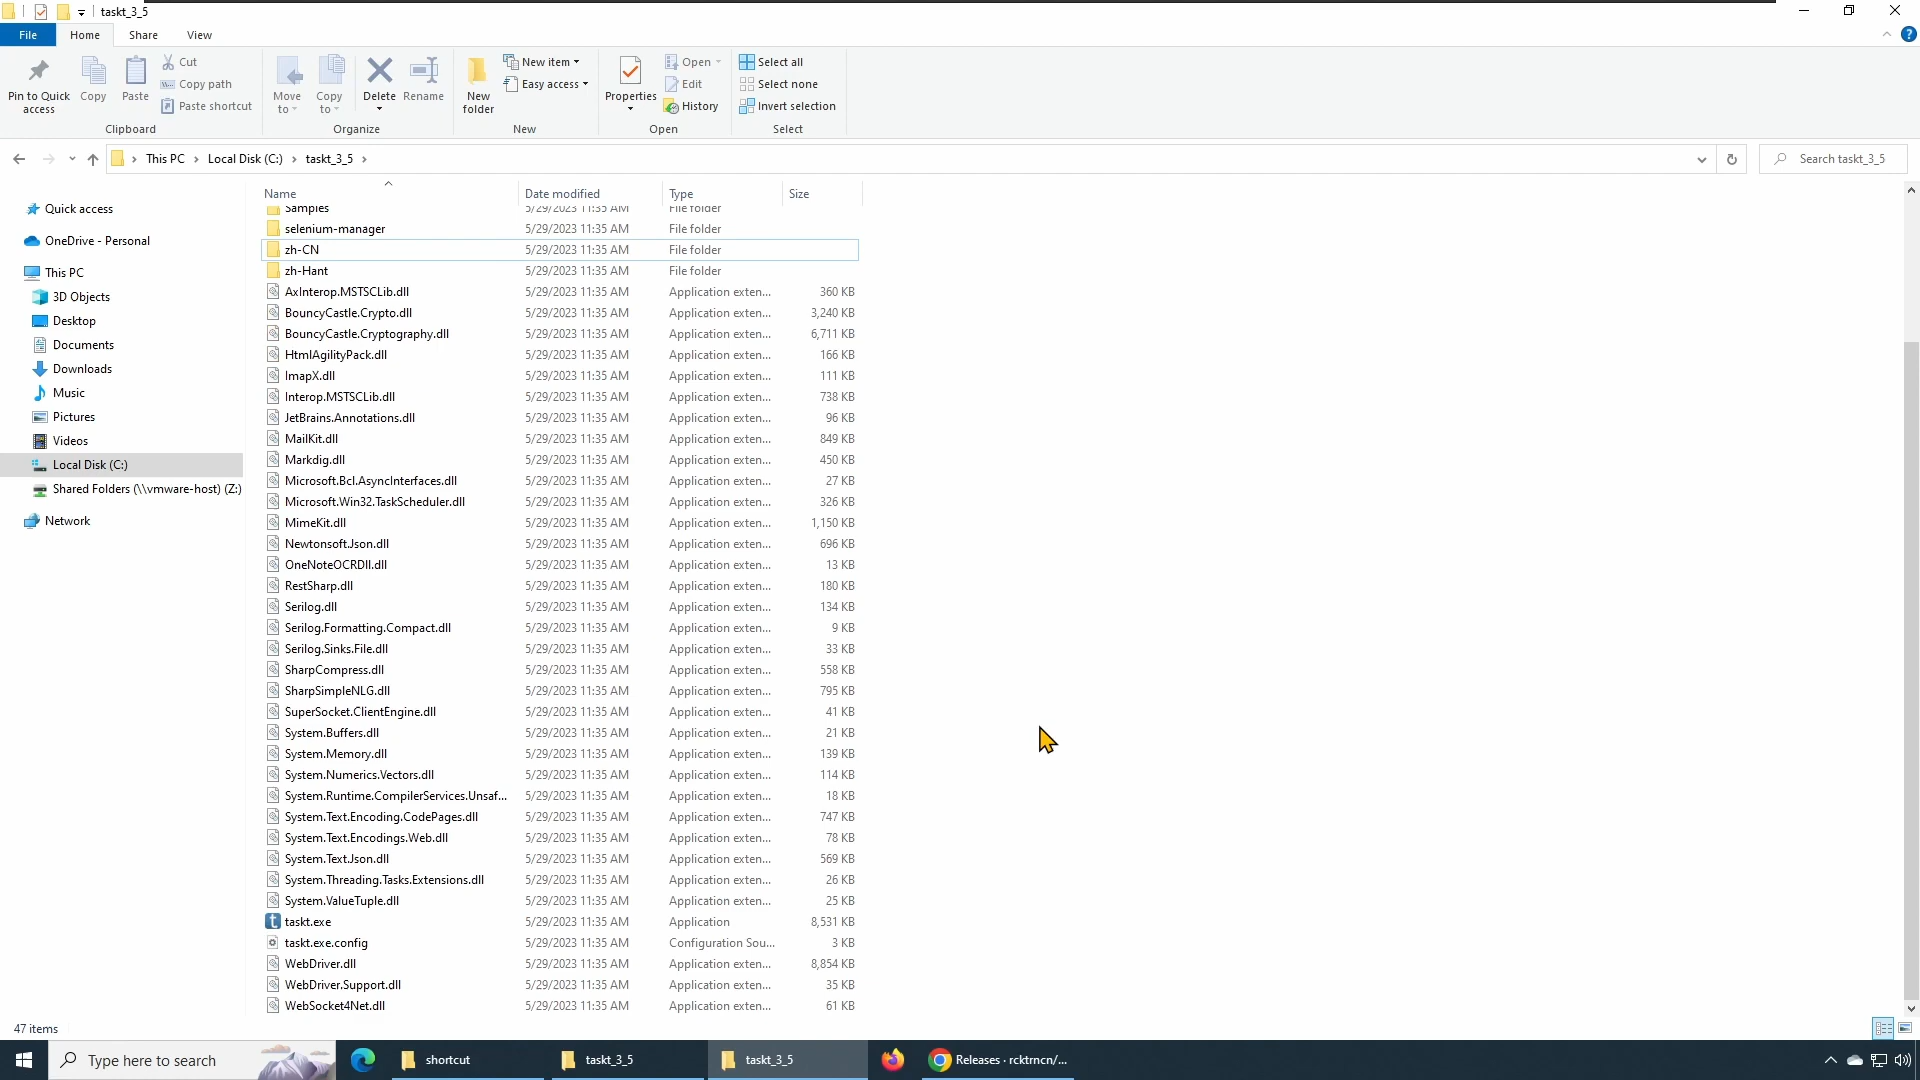 taskt_3_5
File Home Share View
Pin to Quick access
Copy
Paste
Cut
Copy path
Paste shortcut
Clipboard
Move to
Copy to
Delete
Rename
Organize
New folder
New item
Easy access
New
Properties
Open
Edit
History
Open
Select all
Select none
Invert selection
Select
This PC > Local Disk (C:) > taskt_3_5 >
Search taskt_3_5
Quick access
OneDrive - Personal
This PC
3D Objects
Desktop
Documents
Downloads
Music
Pictures
Videos
Local Disk (C:)
Shared Folders (\\vmware-host) (Z:)
Network
Name Date modified Type Size
Samples 5/29/2023 11:35 AM File folder
selenium-manager 5/29/2023 11:35 AM File folder
zh-CN 5/29/2023 11:35 AM File folder
zh-Hant 5/29/2023 11:35 AM File folder
AxInterop.MSTSCLib.dll 5/29/2023 11:35 AM Application exten... 360 KB
BouncyCastle.Crypto.dll 5/29/2023 11:35 AM Application exten... 3,240 KB
BouncyCastle.Cryptography.dll 5/29/2023 11:35 AM Application exten... 6,711 KB
HtmlAgilityPack.dll 5/29/2023 11:35 AM Application exten... 166 KB
ImapX.dll 5/29/2023 11:35 AM Application exten... 111 KB
Interop.MSTSCLib.dll 5/29/2023 11:35 AM Application exten... 738 KB
JetBrains.Annotations.dll 5/29/2023 11:35 AM Application exten... 96 KB
MailKit.dll 5/29/2023 11:35 AM Application exten... 849 KB
Markdig.dll 5/29/2023 11:35 AM Application exten... 450 KB
Microsoft.Bcl.AsyncInterfaces.dll 5/29/2023 11:35 AM Application exten... 27 KB
Microsoft.Win32.TaskScheduler.dll 5/29/2023 11:35 AM Application exten... 326 KB
MimeKit.dll 5/29/2023 11:35 AM Application exten... 1,150 KB
Newtonsoft.Json.dll 5/29/2023 11:35 AM Application exten... 696 KB
OneNoteOCRDll.dll 5/29/2023 11:35 AM Application exten... 13 KB
RestSharp.dll 5/29/2023 11:35 AM Application exten... 180 KB
Serilog.dll 5/29/2023 11:35 AM Application exten... 134 KB
Serilog.Formatting.Compact.dll 5/29/2023 11:35 AM Application exten... 9 KB
Serilog.Sinks.File.dll 5/29/2023 11:35 AM Application exten... 33 KB
SharpCompress.dll 5/29/2023 11:35 AM Application exten... 558 KB
SharpSimpleNLG.dll 5/29/2023 11:35 AM Application exten... 795 KB
SuperSocket.ClientEngine.dll 5/29/2023 11:35 AM Application exten... 41 KB
System.Buffers.dll 5/29/2023 11:35 AM Application exten... 21 KB
System.Memory.dll 5/29/2023 11:35 AM Application exten... 139 KB
System.Numerics.Vectors.dll 5/29/2023 11:35 AM Application exten... 114 KB
System.Runtime.CompilerServices.Unsaf... 5/29/2023 11:35 AM Application exten... 18 KB
System.Text.Encoding.CodePages.dll 5/29/2023 11:35 AM Application exten... 747 KB
System.Text.Encodings.Web.dll 5/29/2023 11:35 AM Application exten... 78 KB
System.Text.Json.dll 5/29/2023 11:35 AM Application exten... 569 KB
System.Threading.Tasks.Extensions.dll 5/29/2023 11:35 AM Application exten... 26 KB
System.ValueTuple.dll 5/29/2023 11:35 AM Application exten... 25 KB
taskt.exe 5/29/2023 11:35 AM Application 8,531 KB
taskt.exe.config 5/29/2023 11:35 AM Configuration Sou... 3 KB
WebDriver.dll 5/29/2023 11:35 AM Application exten... 8,854 KB
WebDriver.Support.dll 5/29/2023 11:35 AM Application exten... 35 KB
WebSocket4Net.dll 5/29/2023 11:35 AM Application exten... 61 KB
47 items
Type here to search
shortcut
taskt_3_5
taskt_3_5
Releases · rcktrncn/...